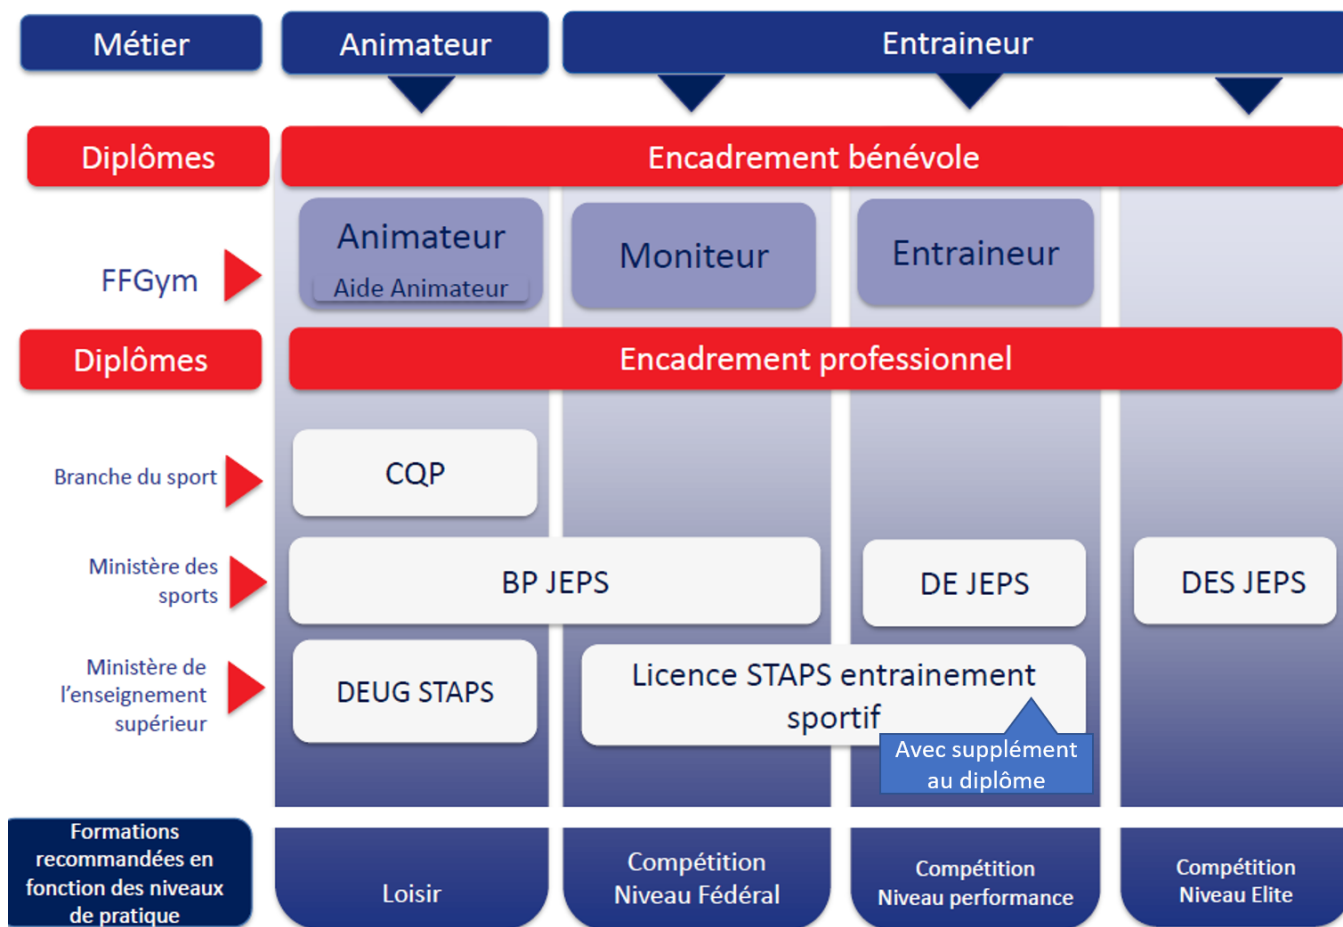 Métier
Animateur
Entraineur
Diplômes
Encadrement bénévole
FFGym
Animateur
Aide Animateur
Moniteur
Entraineur
Diplômes
Encadrement professionnel
Branche du sport
CQP
Ministère des
sports
BP JEPS
DE JEPS
DES JEPS
Ministère de
l'enseignement
supérieur
DEUG STAPS
Licence STAPS entrainement
sportif
Avec supplément
au diplôme
Formations
recommandées en
fonction des niveaux
de pratique
Loisir
Compétition
Niveau Fédéral
Compétition
Niveau performance
Compétition
Niveau Elite